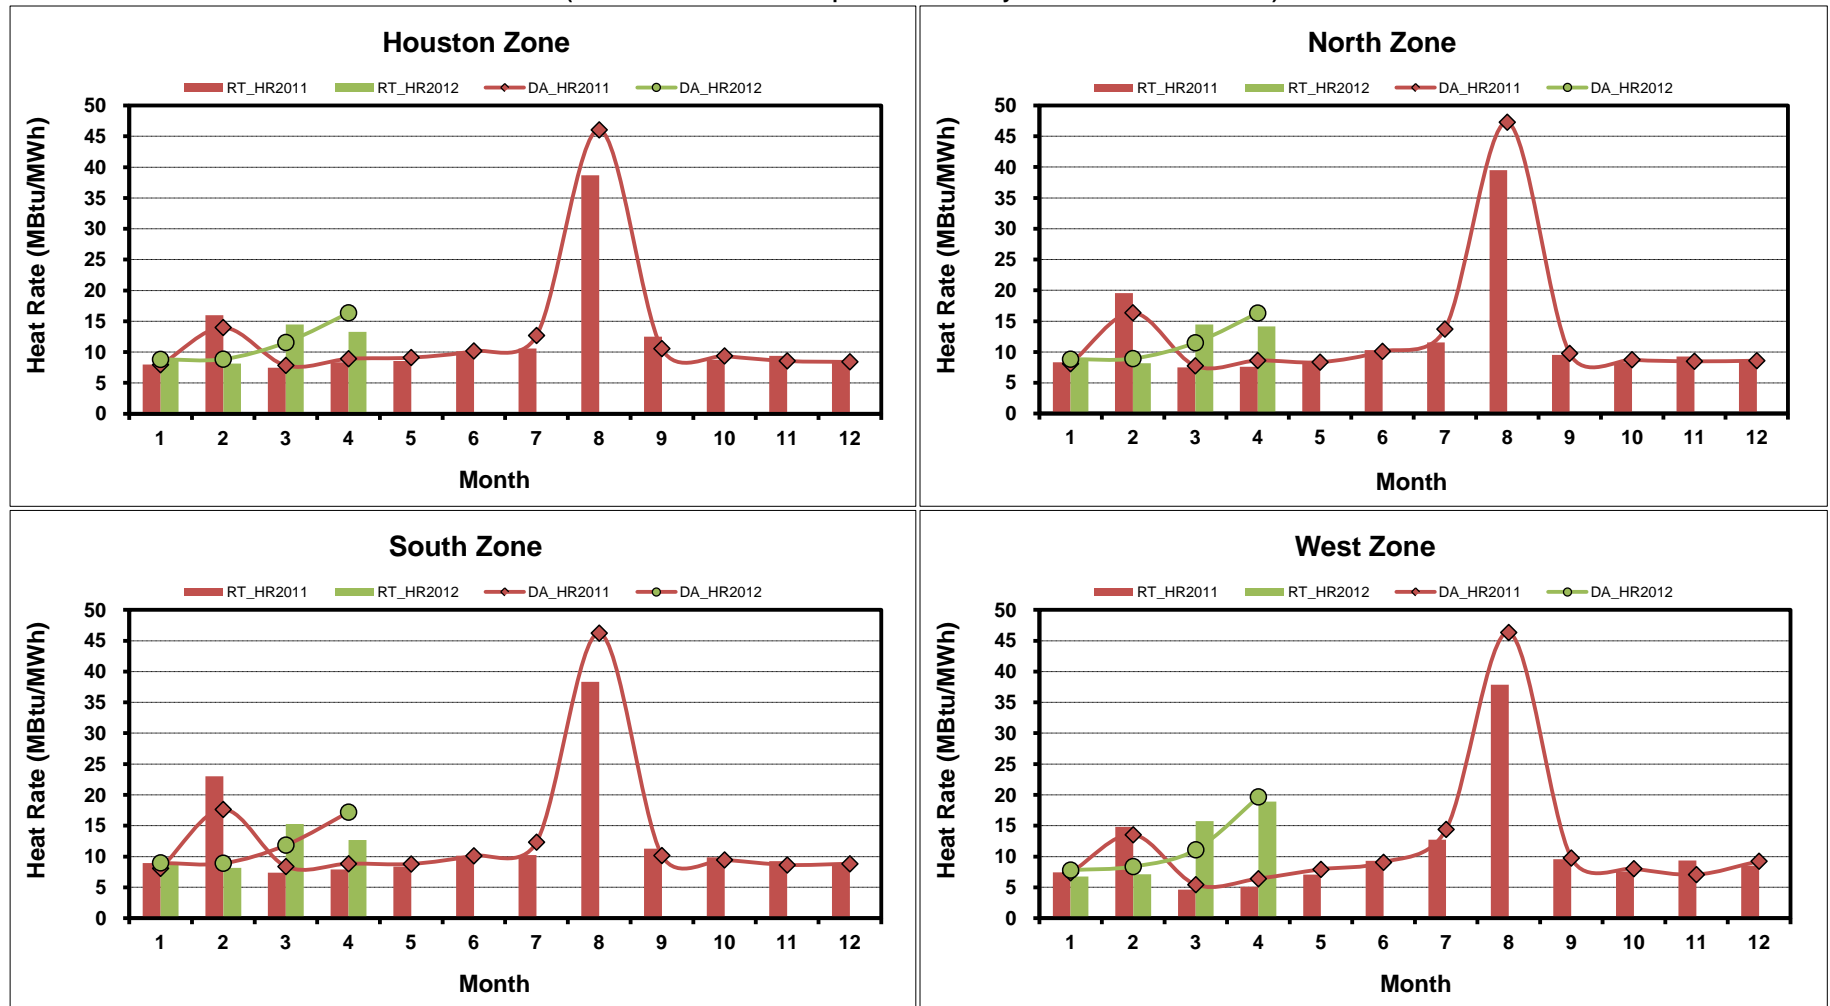 Houston Zone
RT_HR2011 RT_HR2012 DA_HR2011 DA_HR2012
Heat Rate (MBtu/MWh)
50
45
40
35
30
25
20
15
10
5
0
1 2 3 4 5 6 7 8 9 10 11 12
Month
North Zone
RT_HR2011 RT_HR2012 DA_HR2011 DA_HR2012
Heat Rate (MBtu/MWh)
50
45
40
35
30
25
20
15
10
5
0
1 2 3 4 5 6 7 8 9 10 11 12
Month
South Zone
RT_HR2011 RT_HR2012 DA_HR2011 DA_HR2012
Heat Rate (MBtu/MWh)
50
45
40
35
30
25
20
15
10
5
0
1 2 3 4 5 6 7 8 9 10 11 12
Month
West Zone
RT_HR2011 RT_HR2012 DA_HR2011 DA_HR2012
Heat Rate (MBtu/MWh)
50
45
40
35
30
25
20
15
10
5
0
1 2 3 4 5 6 7 8 9 10 11 12
Month